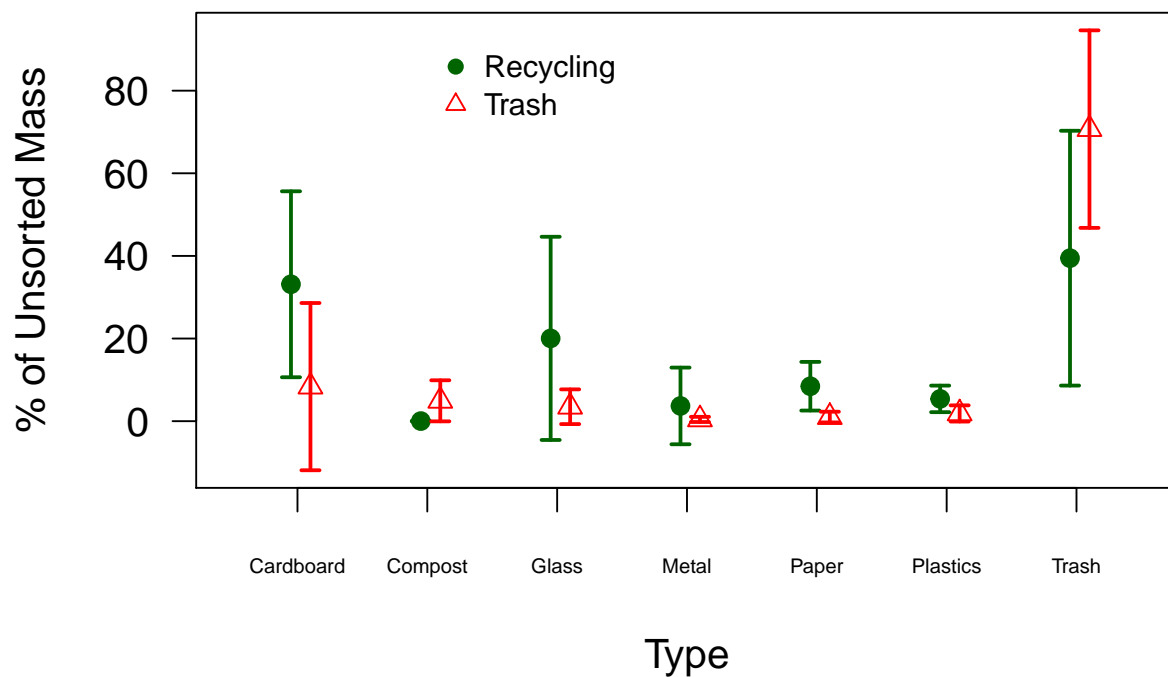 % of Unsorted Mass
80
60
40
20
0
Recycling
Trash
Cardboard Compost Glass Metal Paper Plastics Trash
Type